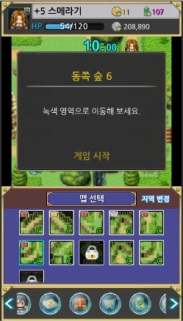 +5 스메라기
11
107
HP
54/120
208,890
10:00
동쪽 숲 6
녹색 영역으로 이동해 보세요.
게임 시작
맵 선택
지역 변경